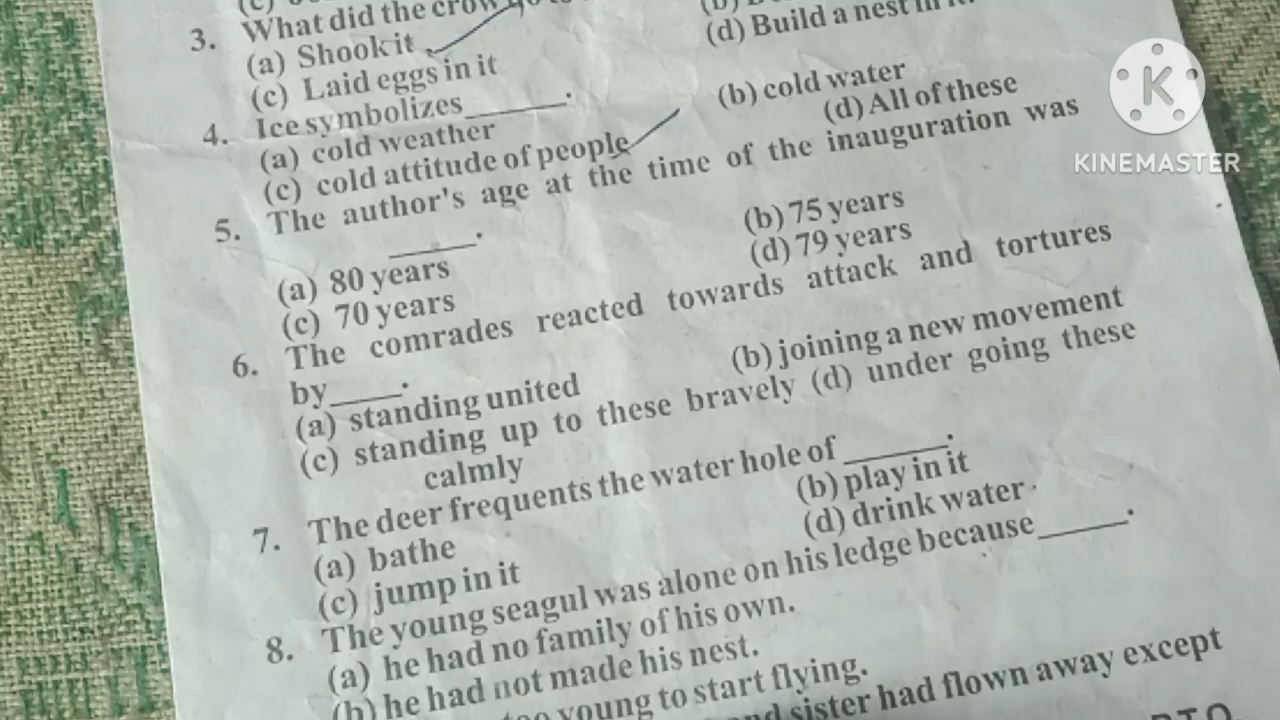 3. What did the crow
(a) Shook it
(d) Build a nest in it.
(c) Laid eggs in it
4. Ice symbolizes______.
(a) cold weather (b) cold water
(c) cold attitude of people (d) All of these
5. The author's age at the time of the inauguration was
______.
(a) 80 years (b) 75 years
(c) 70 years (d) 79 years
6. The comrades reacted towards attack and tortures
by____.
(a) standing united (b) joining a new movement
(c) standing up to these bravely (d) under going these
calmly
7. The deer frequents the water hole of ______.
(a) bathe (b) play in it
(c) jump in it (d) drink water
8. The young seagul was alone on his ledge because______.
(a) he had no family of his own.
(b) he had not made his nest.
young to start flying.
sister had flown away except
K
KINEMASTER